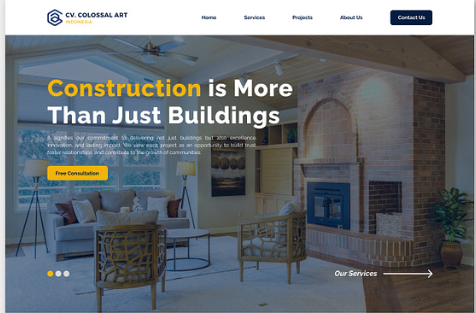 CV. COLOSSAL ART
INDONESIA
Home
Services
Projects
About Us
Contact Us
Construction is More
Than Just Buildings
It signifies our commitment to delivering not just buildings but also excellence,
innovation, and lasting impact. We view each project as an opportunity to build trust,
foster relationships, and contribute to the growth of communities.
Free Consultation
Our Services